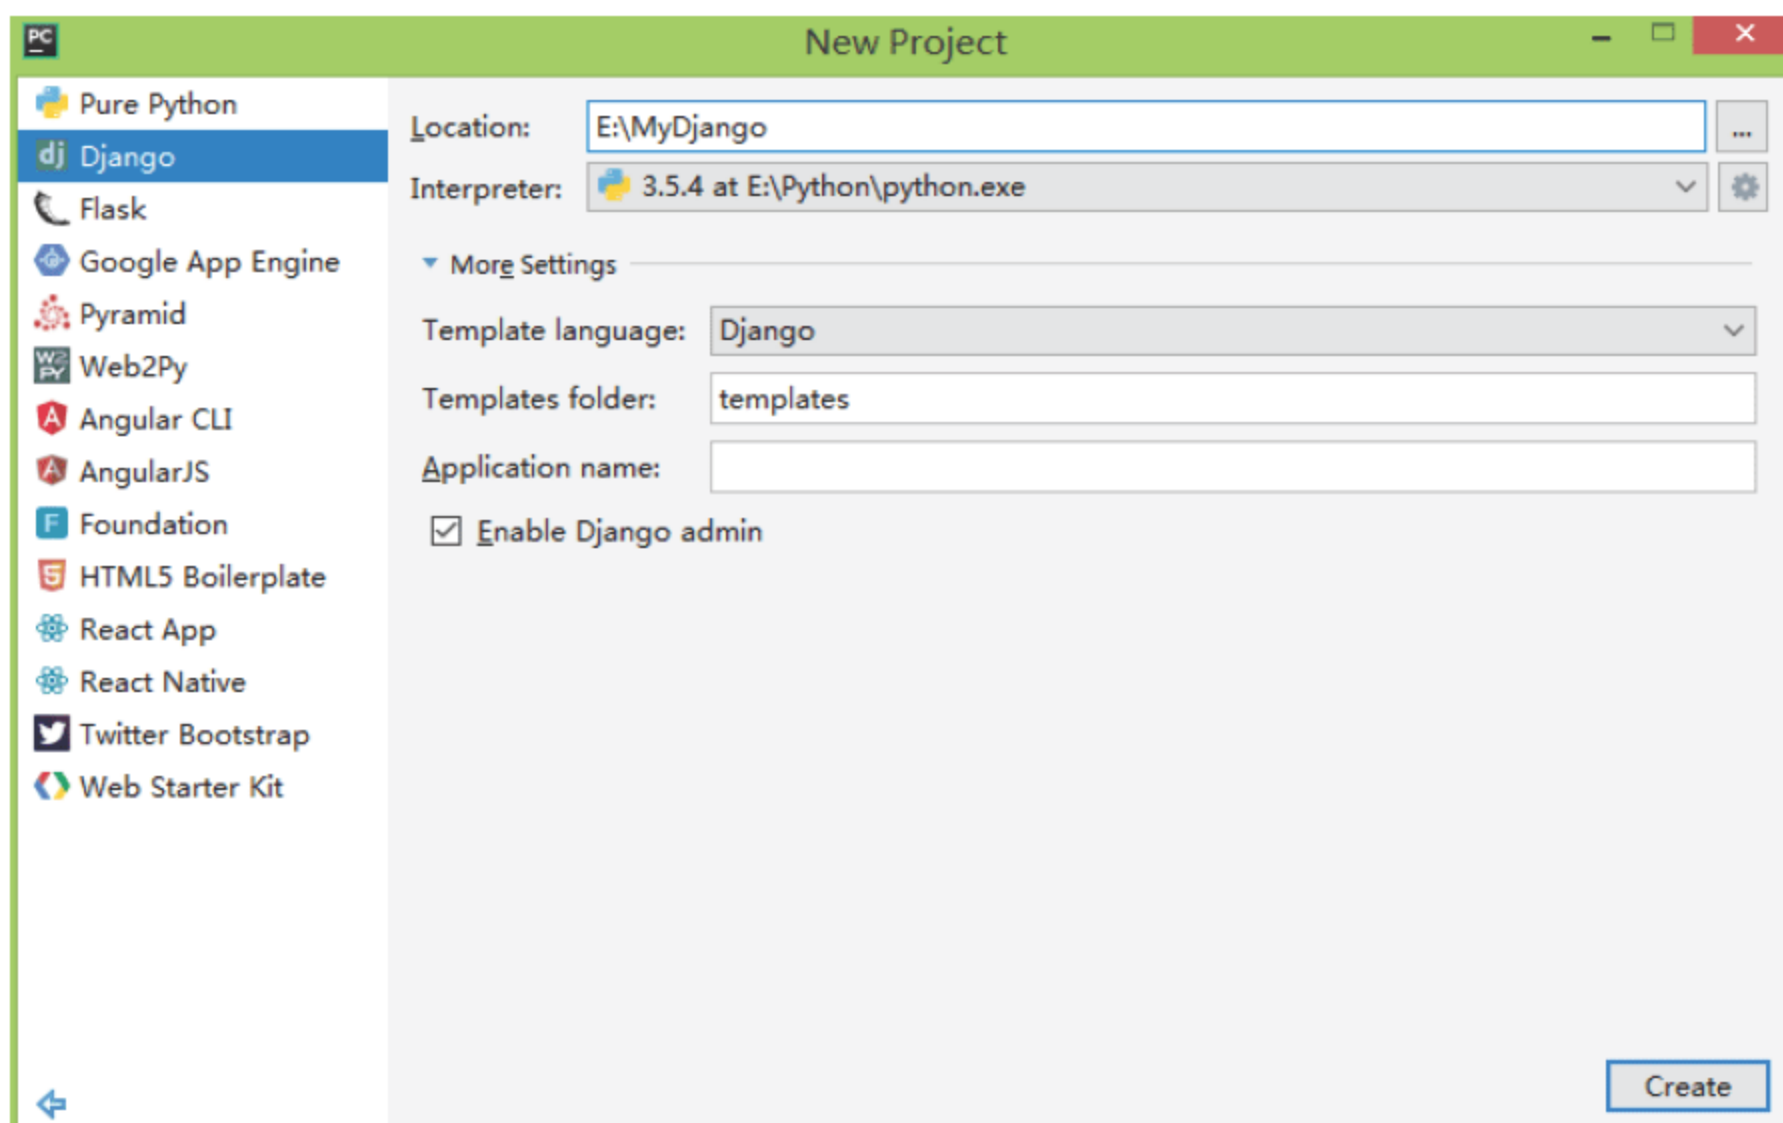 PC
New Project
Pure Python
dj Django
Flask
Google App Engine
Pyramid
W2PY Web2Py
A Angular CLI
A AngularJS
F Foundation
5 HTML5 Boilerplate
React App
React Native
Twitter Bootstrap
Web Starter Kit
Location: E:\MyDjango ...
Interpreter: 3.5.4 at E:\Python\python.exe
More Settings
Template language: Django
Templates folder: templates
Application name:
Enable Django admin
Create